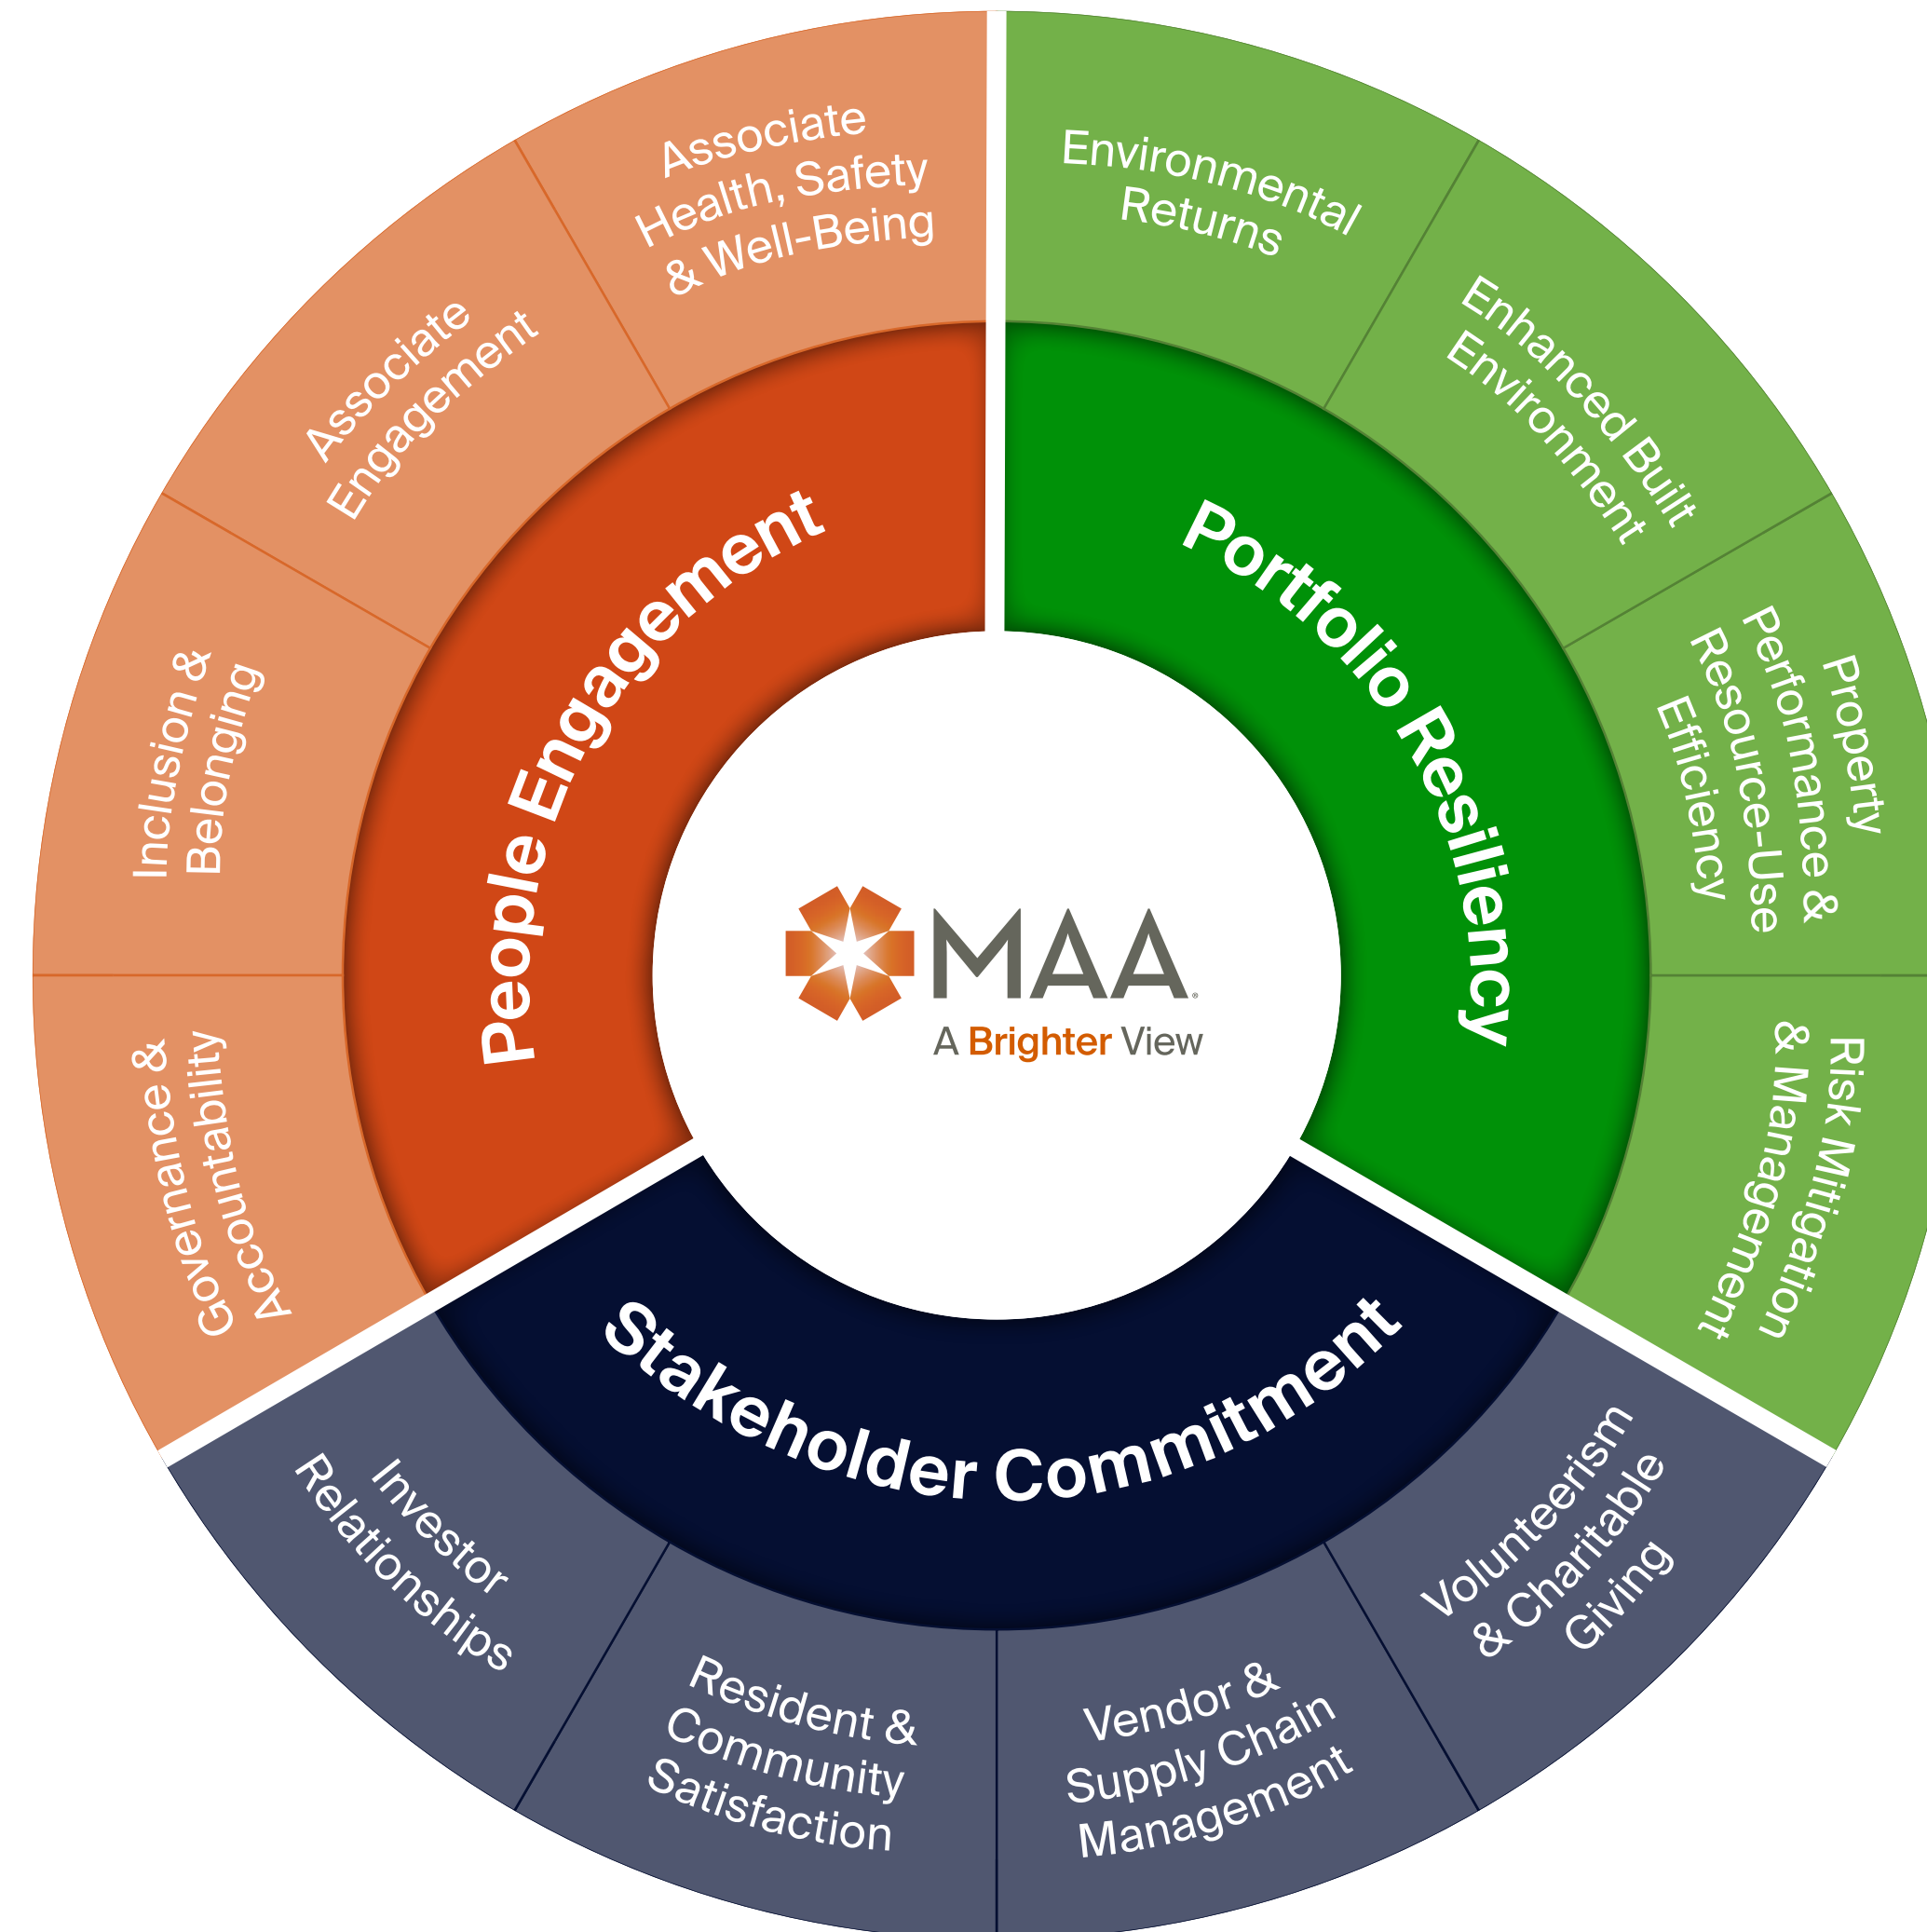 Associate
Health, Safety
& Well-Being
Environmental
Returns
Enhanced Built
Environment
Property
Performance &
Resource-Use
Efficiency
Risk Mitigation
& Management
Portfolio Resiliency
Associate
Engagement
Inclusion &
Belonging
Governance &
Accountability
People Engagement
MAA®
A Brighter View
Stakeholder Commitment
Investor
Relationships
Resident &
Community
Satisfaction
Vendor &
Supply Chain
Management
Volunteerism
& Charitable
Giving